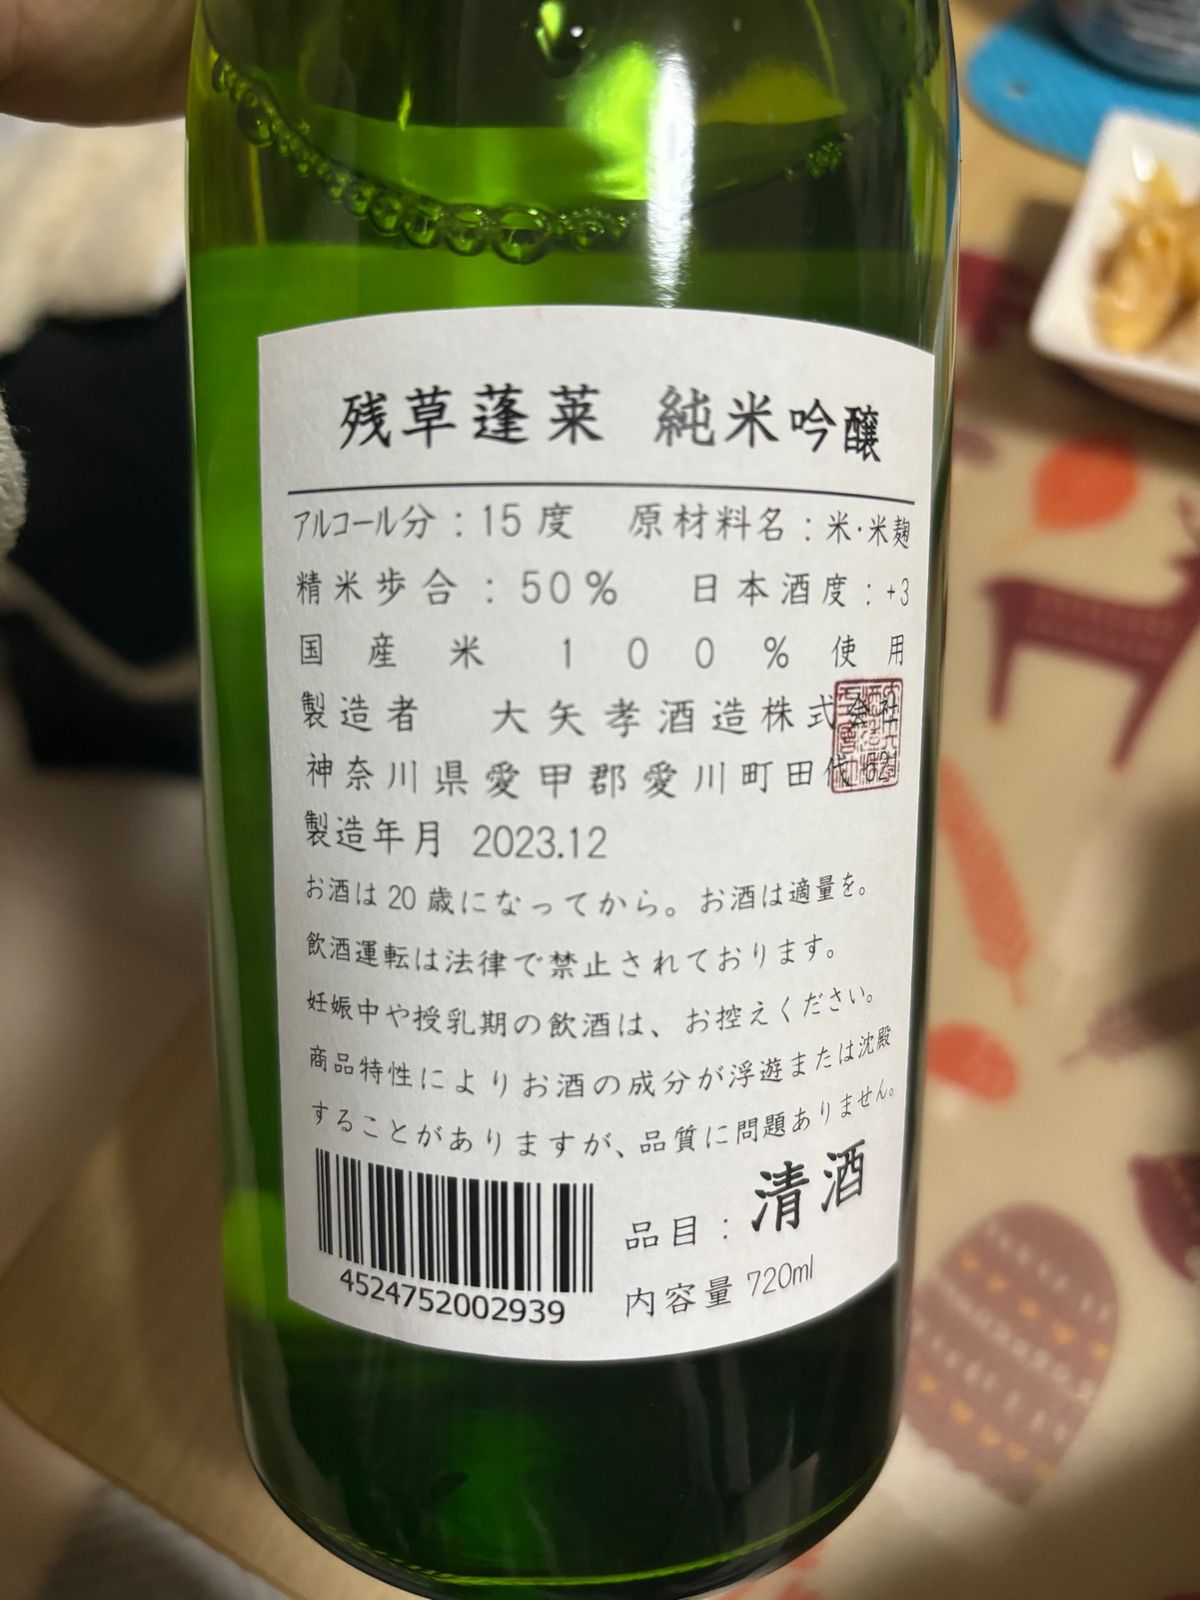 残草蓬莱 純米吟醸
アルコール分：15度 原材料名：米・米麹
精米歩合：50% 日本酒度：+3
国産米100%使用
製造者 大矢孝酒造株式会社
神奈川県愛甲郡愛川町田代521
製造年月 2023.12
お酒は20歳になってから。お酒は適量を。
飲酒運転は法律で禁止されております。
妊娠中や授乳期の飲酒は、お控えください。
商品特性によりお酒の成分が浮遊または沈殿
することがありますが、品質に問題ありません。
品目：清酒
内容量 720ml
4524752002939